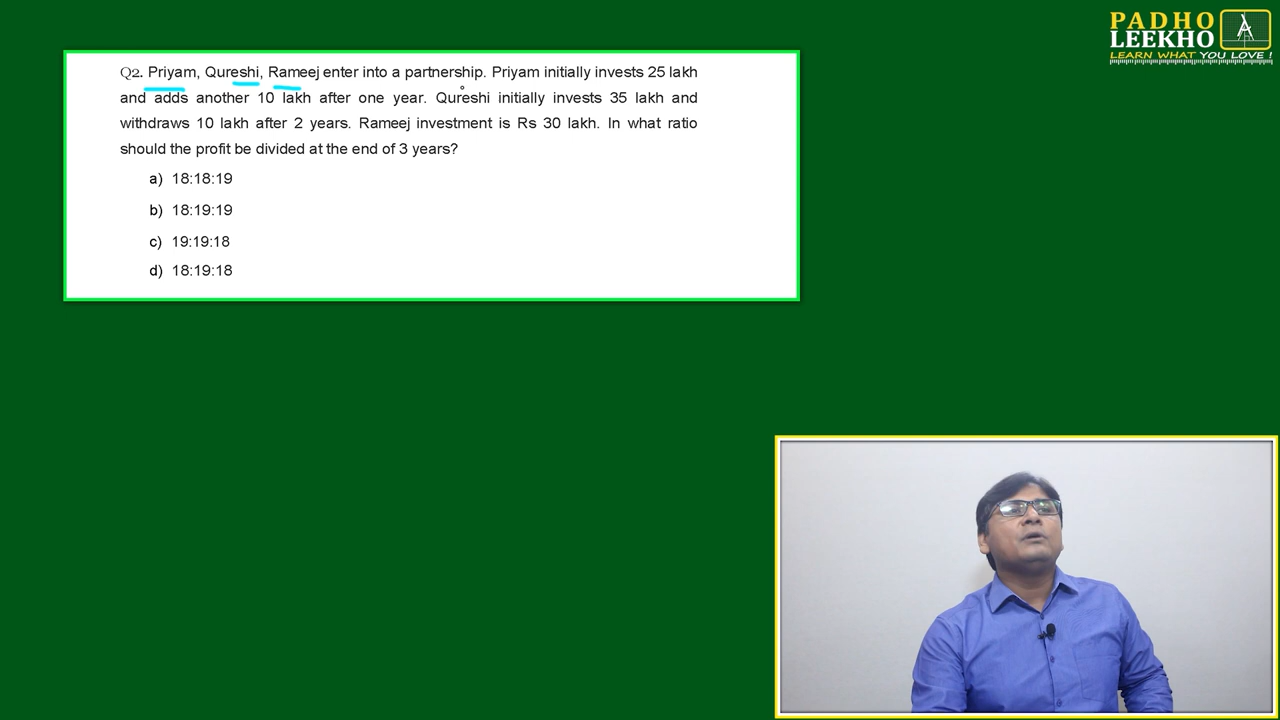 PADHO
LEEKHO
LEARN WHAT YOU LOVE !
Q2. Priyam, Qureshi, Rameej enter into a partnership. Priyam initially invests 25 lakh
and adds another 10 lakh after one year. Qureshi initially invests 35 lakh and
withdraws 10 lakh after 2 years. Rameej investment is Rs 30 lakh. In what ratio
should the profit be divided at the end of 3 years?
a) 18:18:19
b) 18:19:19
c) 19:19:18
d) 18:19:18